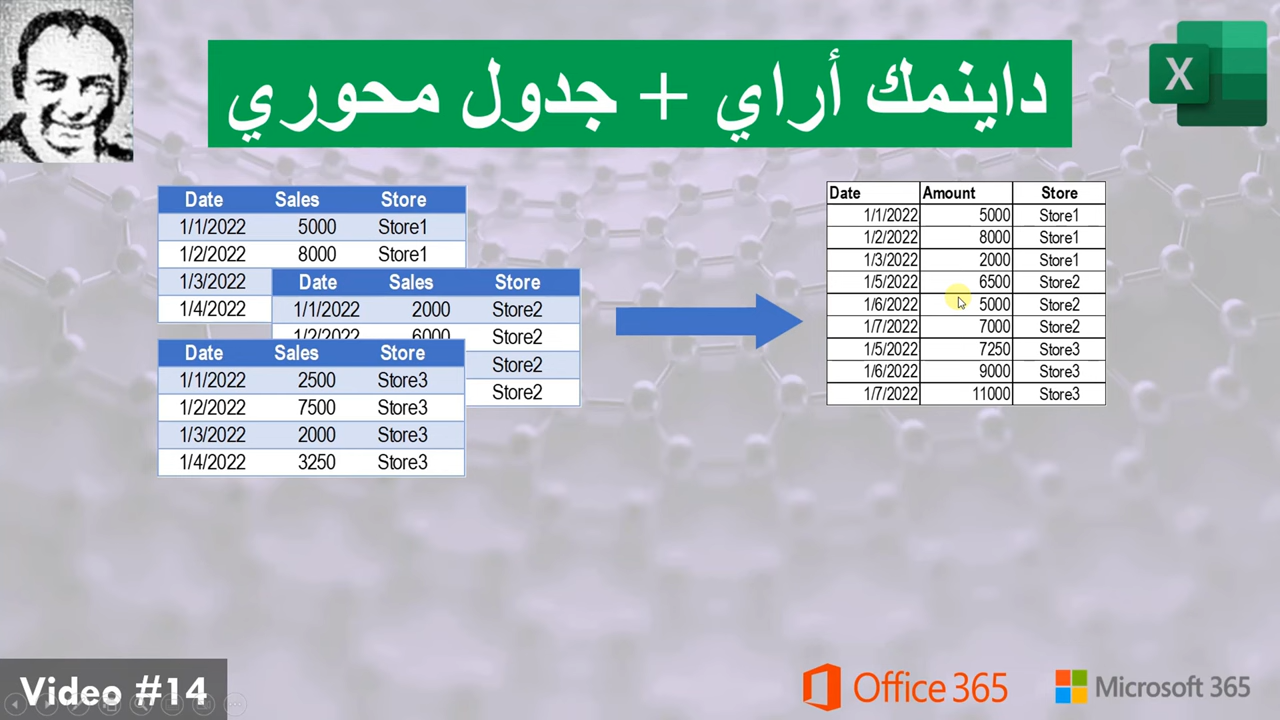 داينمك أراي + جدول محوري
X
Date Sales Store
1/1/2022 5000 Store1
1/2/2022 8000 Store1
1/3/2022
1/4/2022
Date Sales Store
1/1/2022 2000 Store2
1/2/2022 6000 Store2
Store2
Store2
Date Sales Store
1/1/2022 2500 Store3
1/2/2022 7500 Store3
1/3/2022 2000 Store3
1/4/2022 3250 Store3
Date Amount Store
1/1/2022 5000 Store1
1/2/2022 8000 Store1
1/3/2022 2000 Store1
1/5/2022 6500 Store2
1/6/2022 5000 Store2
1/7/2022 7000 Store2
1/5/2022 7250 Store3
1/6/2022 9000 Store3
1/7/2022 11000 Store3
Video #14
Office 365
Microsoft 365